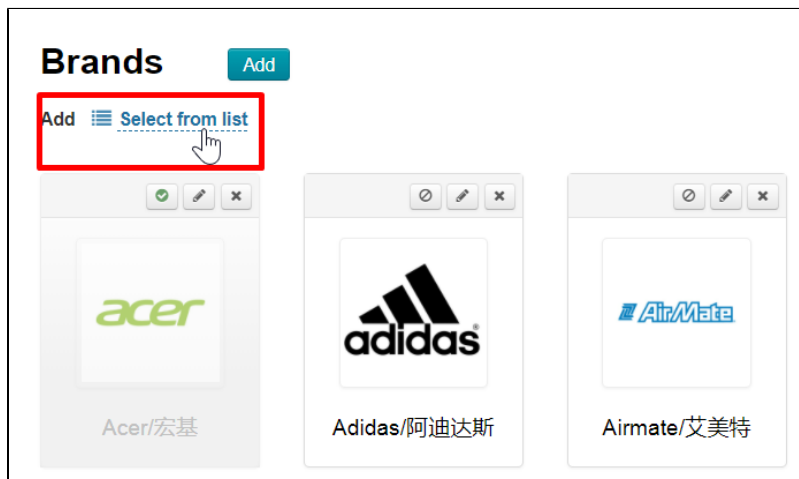 Brands Add
Add Select from list
acer
adidas®
AirMate
Acer/宏基
Adidas/阿迪达斯
Airmate/艾美特